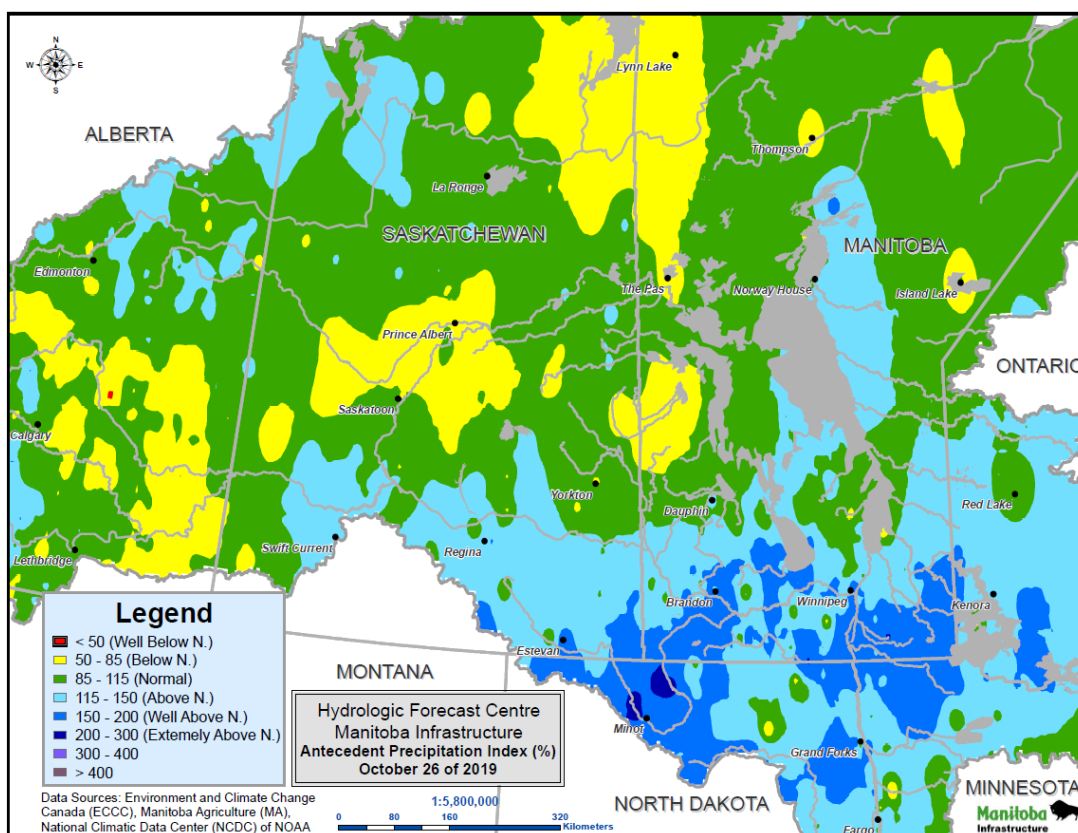 N
W
E
S
ALBERTA
SASKATCHEWAN
MANITOBA
ONTARIO
MONTANA
NORTH DAKOTA
MINNESOTA
Lynn Lake
Thompson
La Ronge
Edmonton
The Pas
Norway House
Island Lake
Prince Albert
Saskatoon
Calgary
Yorkton
Dauphin
Red Lake
Lethbridge
Swift Current
Regina
Brandon
Winnipeg
Kenora
Estevan
Minot
Grand Forks
Fargo
Legend
< 50 (Well Below N.)
50 - 85 (Below N.)
85 - 115 (Normal)
115 - 150 (Above N.)
150 - 200 (Well Above N.)
200 - 300 (Extemely Above N.)
300 - 400
> 400
Hydrologic Forecast Centre
Manitoba Infrastructure
Antecedent Precipitation Index (%)
October 26 of 2019
Data Sources: Environment and Climate Change
Canada (ECCC), Manitoba Agriculture (MA),
National Climatic Data Center (NCDC) of NOAA
1:5,800,000
0 80 160 320
Kilometers
Manitoba
Infrastructure